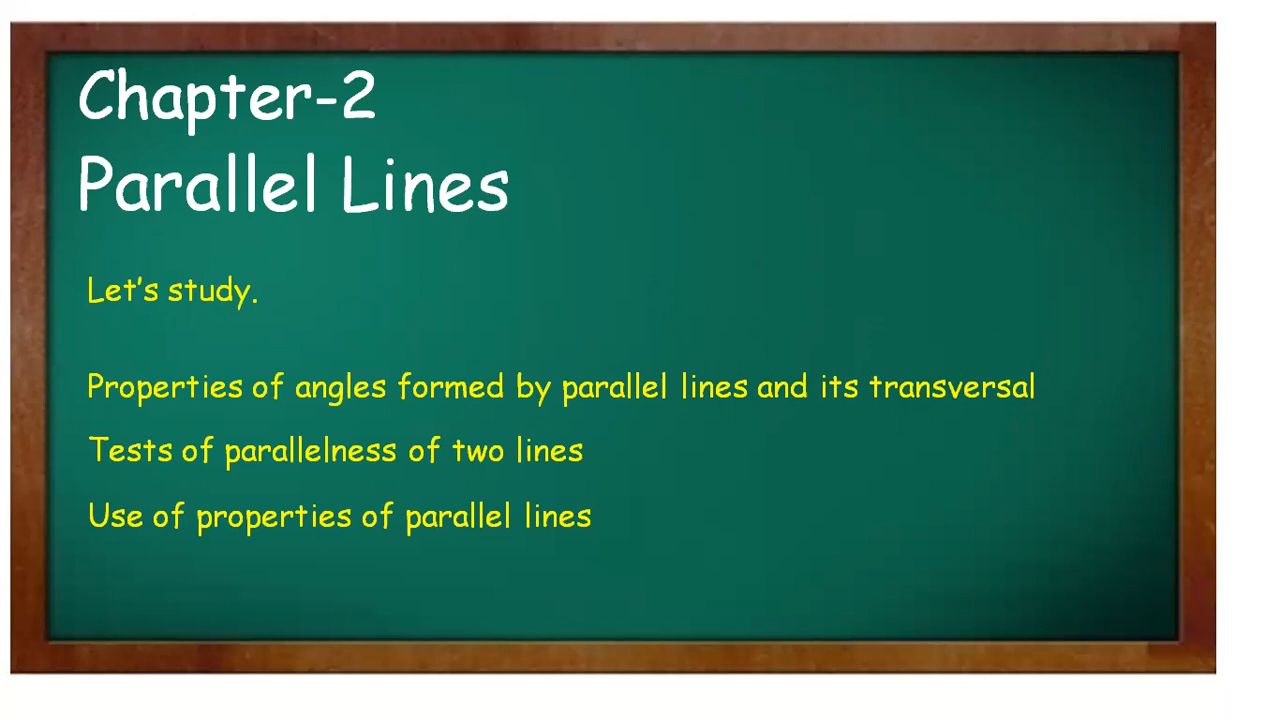 Chapter-2
Parallel Lines
Let's study.
Properties of angles formed by parallel lines and its transversal
Tests of parallelness of two lines
Use of properties of parallel lines